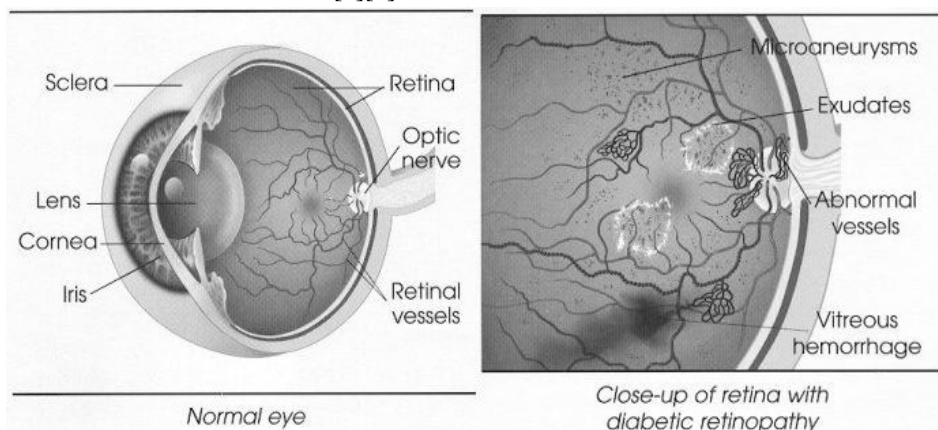 Sclera
Retina
Optic
nerve
Lens
Cornea
Iris
Retinal
vessels
Normal eye
Microaneurysms
Exudates
Abnormal
vessels
Vitreous
hemorrhage
Close-up of retina with
diabetic retinopathy